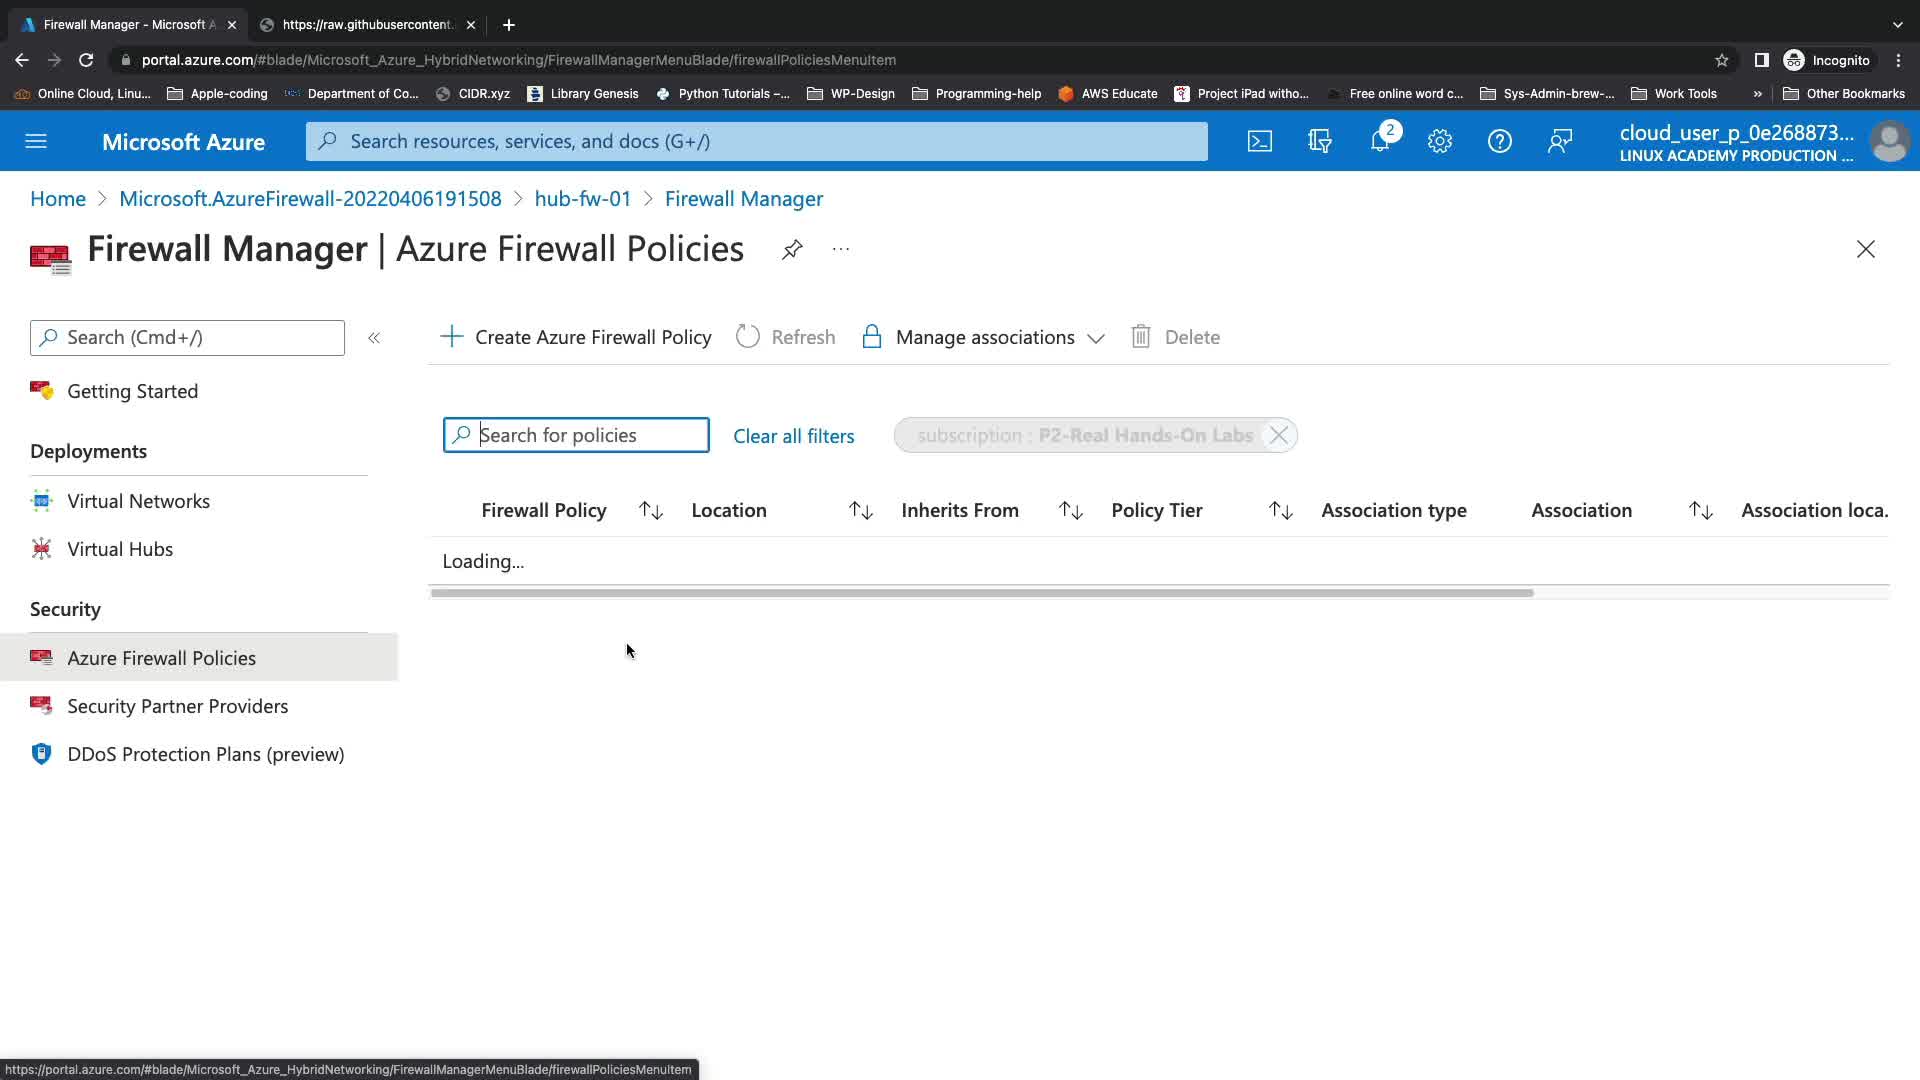 Firewall Manager - Microsoft A
https://raw.githubusercontent.
portal.azure.com/#blade/Microsoft_Azure_HybridNetworking/FirewallManagerMenuBlade/firewallPoliciesMenuItem
Incognito
Online Cloud, Linu...
Apple-coding
Department of Co...
CIDR.xyz
Library Genesis
Python Tutorials –...
WP-Design
Programming-help
AWS Educate
Project iPad witho...
Free online word c...
Sys-Admin-brew-...
Work Tools
»
Other Bookmarks
Microsoft Azure
Search resources, services, and docs (G+/)
2
cloud_user_p_0e268873...
LINUX ACADEMY PRODUCTION ...
Home > Microsoft.AzureFirewall-20220406191508 > hub-fw-01 > Firewall Manager
Firewall Manager | Azure Firewall Policies
...
Search (Cmd+/)
«
Create Azure Firewall Policy
Refresh
Manage associations
Delete
Getting Started
Deployments
Virtual Networks
Virtual Hubs
Security
Azure Firewall Policies
Security Partner Providers
DDoS Protection Plans (preview)
Search for policies
Clear all filters
subscription : P2-Real Hands-On Labs
Firewall Policy
Location
Inherits From
Policy Tier
Association type
Association
Association loca.
Loading...
https://portal.azure.com/#blade/Microsoft_Azure_HybridNetworking/FirewallManagerMenuBlade/firewallPoliciesMenuItem